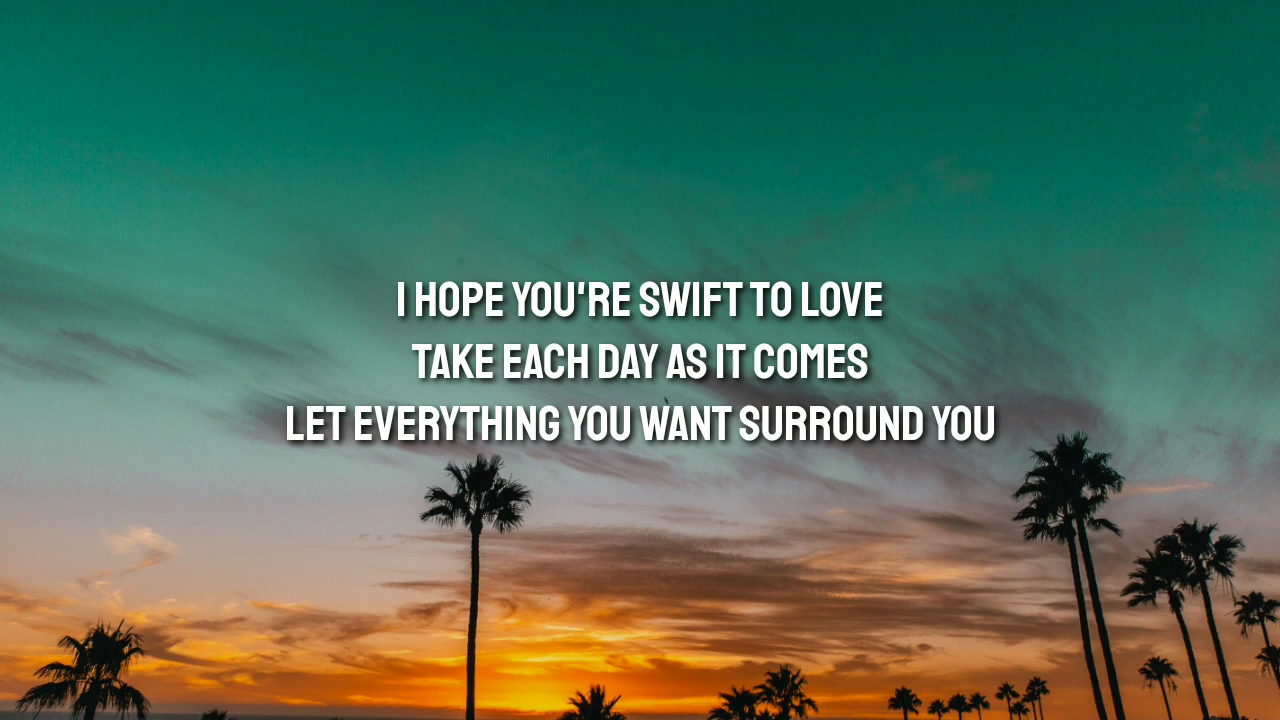 I HOPE YOU'RE SWIFT TO LOVE
TAKE EACH DAY AS IT COMES
LET EVERYTHING YOU WANT SURROUND YOU